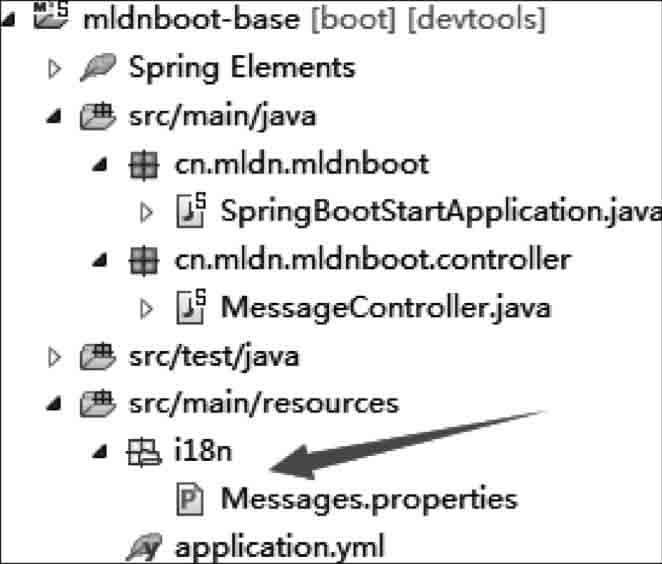 mldnboot-base [boot] [devtools]
Spring Elements
src/main/java
cn.mldn.mldnboot
SpringBootStartApplication.java
cn.mldn.mldnboot.controller
MessageController.java
src/test/java
src/main/resources
i18n
Messages.properties
application.yml